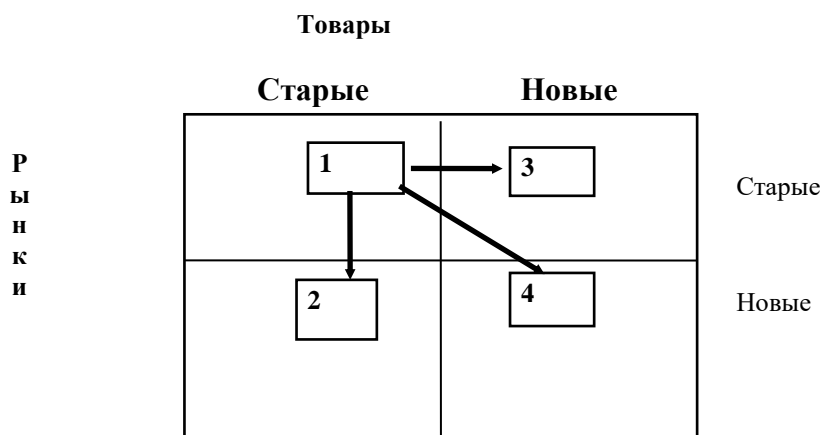 Товары
Старые Новые
Р
ы
н
к
и
1 3
Старые
2 4
Новые